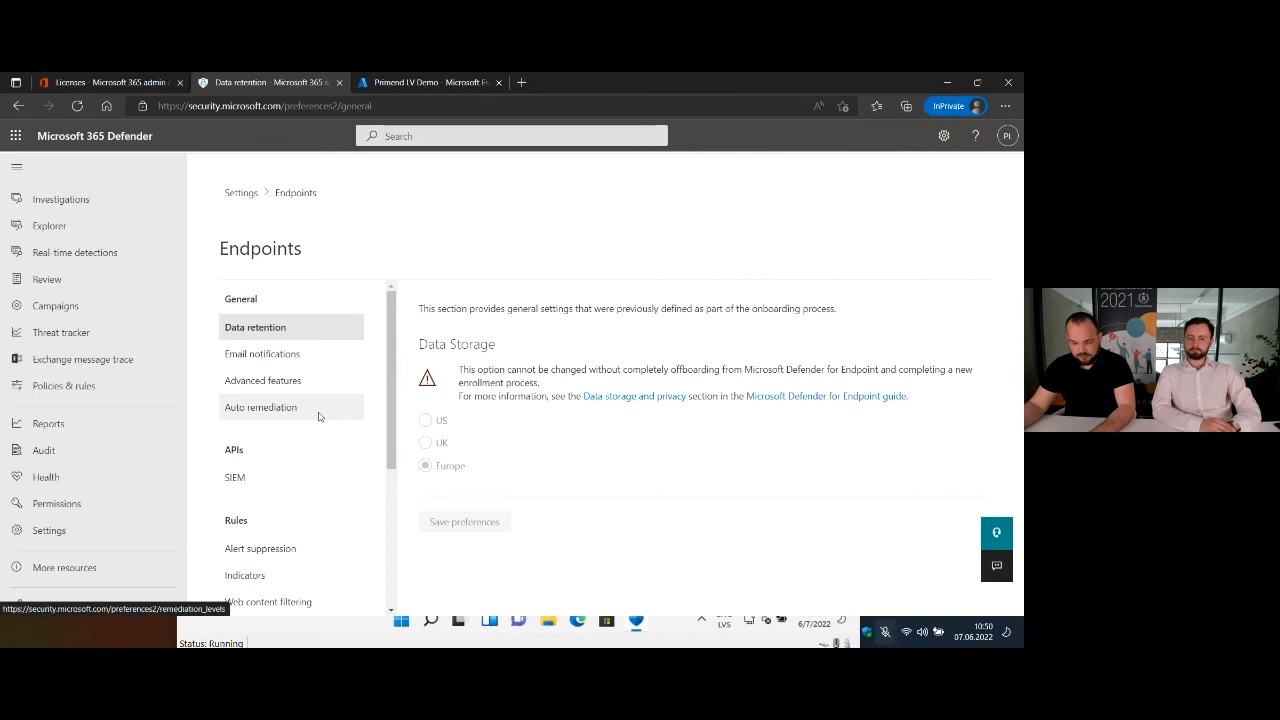 Licenses - Microsoft 365 admin
Data retention - Microsoft 365 s
Primend LV Demo - Microsoft E
https://security.microsoft.com/preferences2/general
InPrivate
Microsoft 365 Defender
Search
PL
Investigations
Explorer
Real-time detections
Review
Campaigns
Threat tracker
Exchange message trace
Policies & rules
Reports
Audit
Health
Permissions
Settings
More resources
https://security.microsoft.com/preferences2/remediation_levels
Settings > Endpoints
Endpoints
General
Data retention
Email notifications
Advanced features
Auto remediation
APIs
SIEM
Rules
Alert suppression
Indicators
Web content filtering
This section provides general settings that were previously defined as part of the onboarding process.
Data Storage
This option cannot be changed without completely offboarding from Microsoft Defender for Endpoint and completing a new
enrollment process.
For more information, see the Data storage and privacy section in the Microsoft Defender for Endpoint guide.
US
UK
Europe
Save preferences
2021
LVS
6/7/2022
10:50
07.06.2022
Status: Running